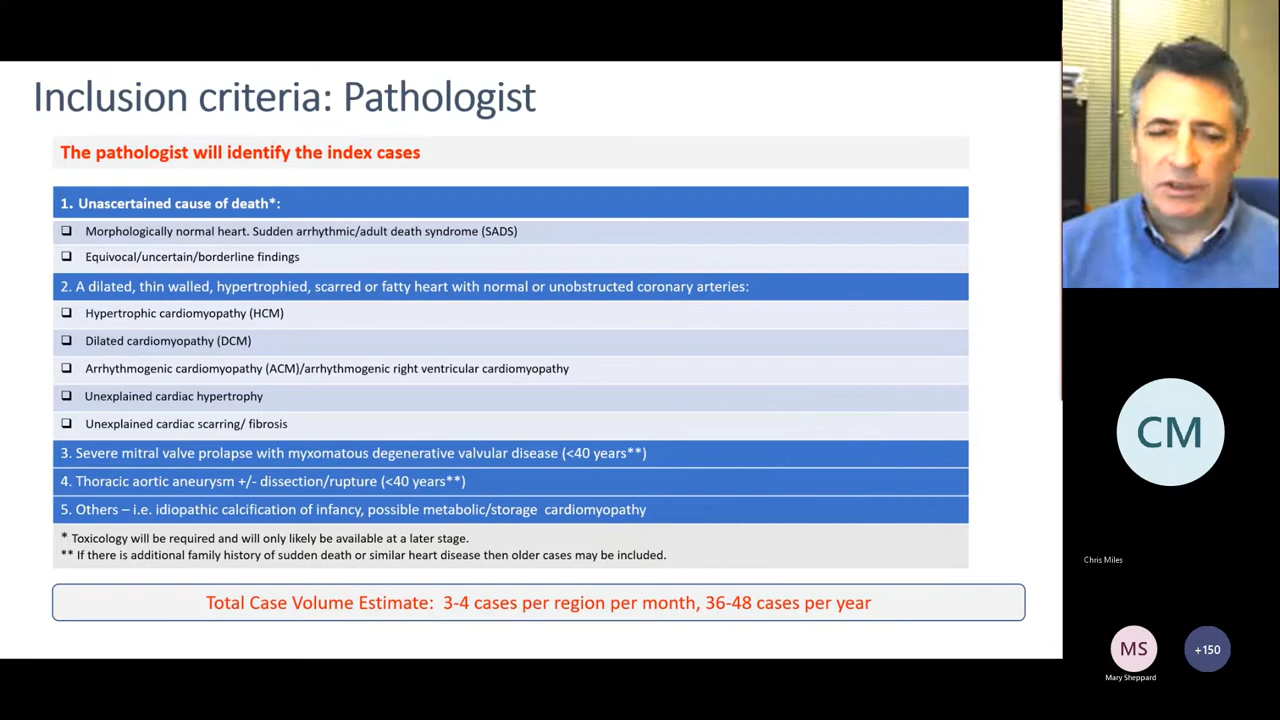 Inclusion criteria: Pathologist
The pathologist will identify the index cases
1. Unascertained cause of death*:
Morphologically normal heart. Sudden arrhythmic/adult death syndrome (SADS)
Equivocal/uncertain/borderline findings
2. A dilated, thin walled, hypertrophied, scarred or fatty heart with normal or unobstructed coronary arteries:
Hypertrophic cardiomyopathy (HCM)
Dilated cardiomyopathy (DCM)
Arrhythmogenic cardiomyopathy (ACM)/arrhythmogenic right ventricular cardiomyopathy
Unexplained cardiac hypertrophy
Unexplained cardiac scarring/ fibrosis
3. Severe mitral valve prolapse with myxomatous degenerative valvular disease (<40 years**)
4. Thoracic aortic aneurysm +/- dissection/rupture (<40 years**)
5. Others – i.e. idiopathic calcification of infancy, possible metabolic/storage cardiomyopathy
* Toxicology will be required and will only likely be available at a later stage.
** If there is additional family history of sudden death or similar heart disease then older cases may be included.
Total Case Volume Estimate: 3-4 cases per region per month, 36-48 cases per year
CM
Chris Miles
MS
+150
Mary Sheppard